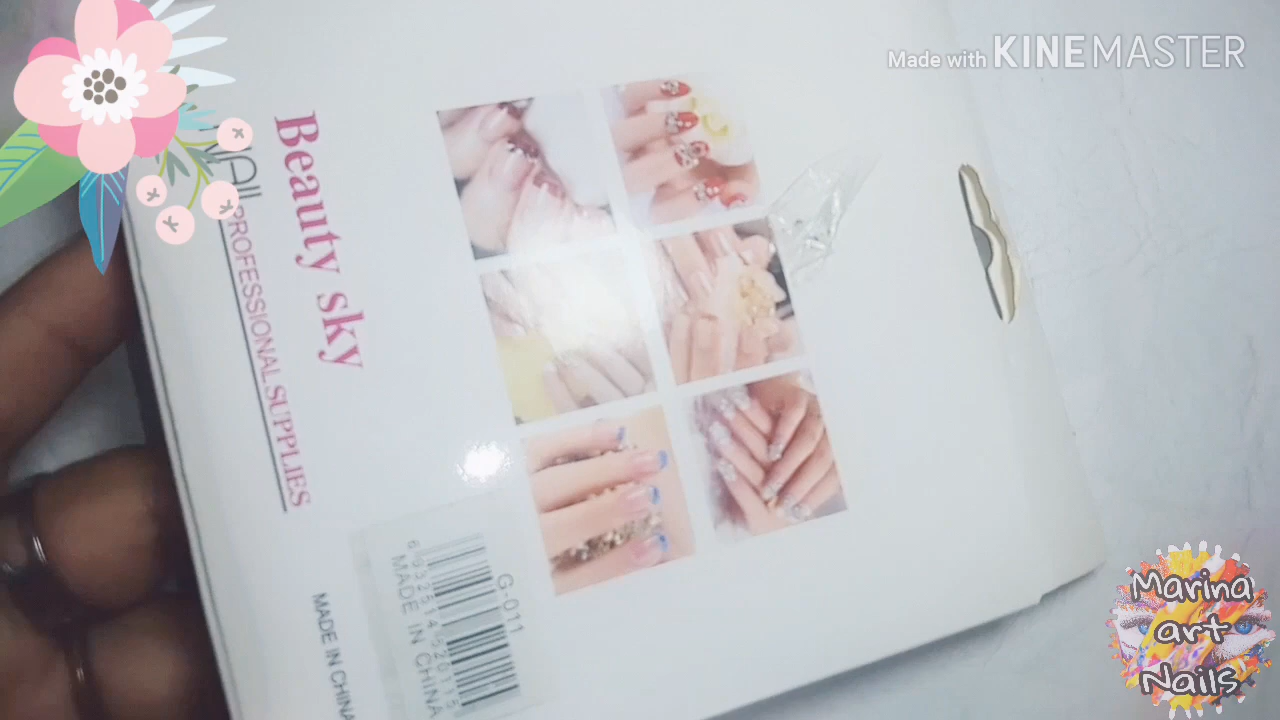 Made with KINEMASTER
Beauty sky
NAIL PROFESSIONAL SUPPLIES
G-011
MADE IN CHINA
MADE IN CHINA
Marina
art
Nails